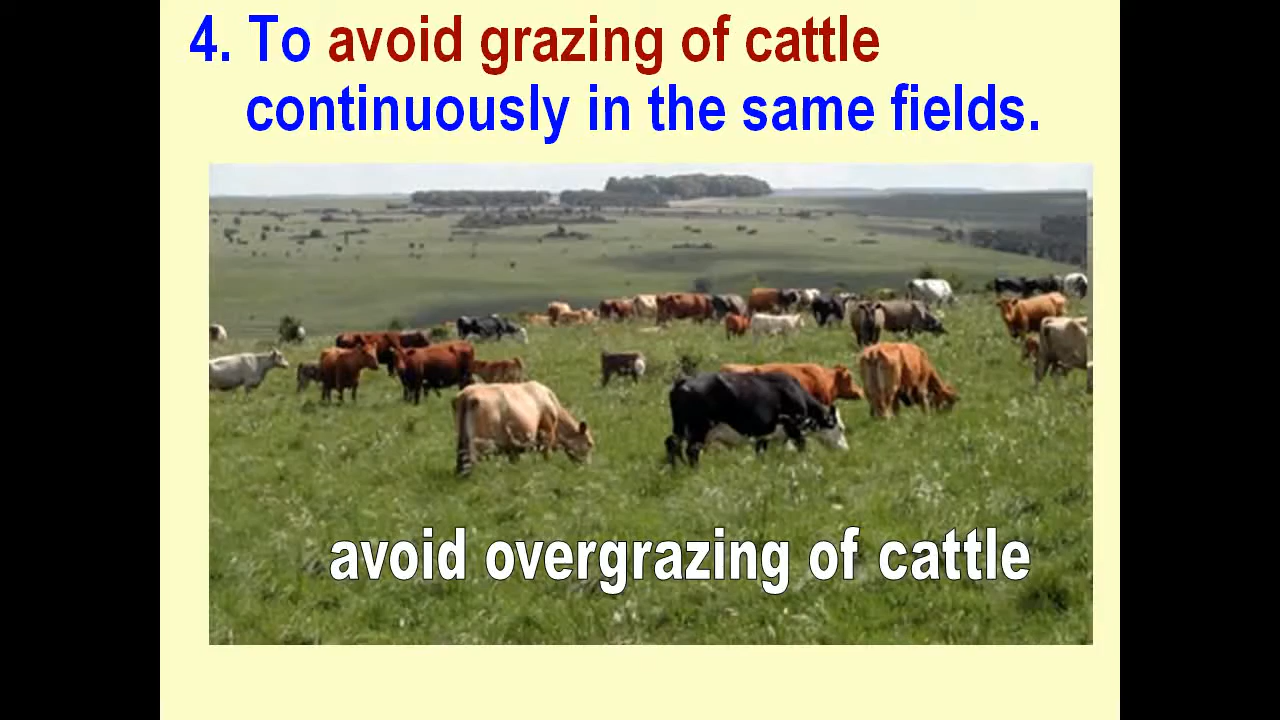 4. To avoid grazing of cattle
continuously in the same fields.
avoid overgrazing of cattle